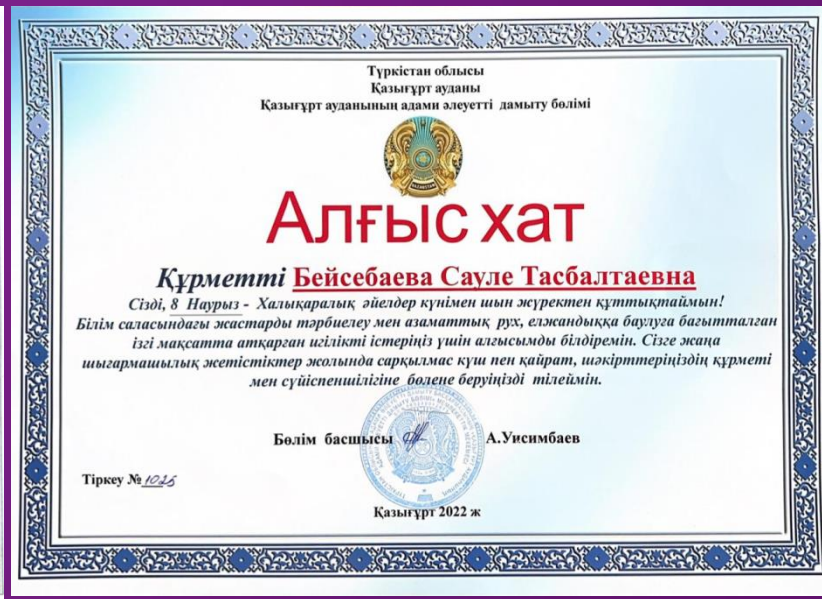 Түркістан облысы
Қазығұрт ауданы
Қазығұрт ауданының адами әлеуетті дамыту бөлімі
Алғыс хат
Құрметті Бейсебаева Сауле Тасбалтаевна
Сізді, 8 Наурыз - Халықаралық әйелдер күнімен шын жүректен құттықтаймын!
Білім саласындағы жастарды тәрбиелеу мен азаматтық рух, елжандыққа баулуға бағытталған
ізгі мақсатта атқарған игілікті істеріңіз үшін алғысымды білдіремін. Сізге жаңа
шығармашылық жетістіктер жолында сарқылмас күш пен қайрат, шәкірттеріңіздің құрметі
мен сүйіспеншілігіне бөлене беруіңізді тілеймін.
Бөлім басшысы А.Уисимбаев
Тіркеу № 1025
Қазығұрт 2022 ж